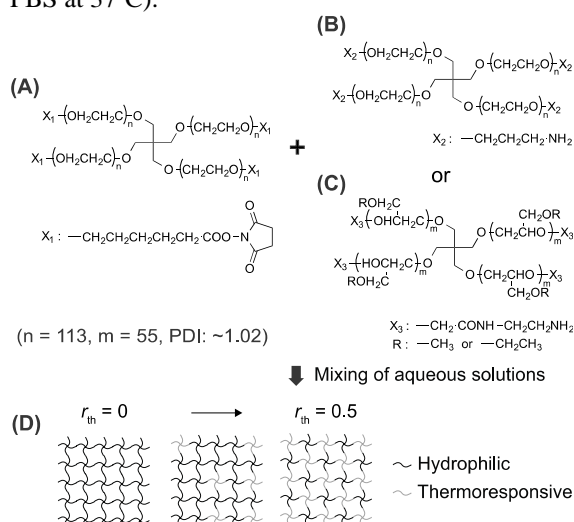 PBS at 37°C).
(B)
X₂-(OH₂CH₂C)ₙ-O O-(CH₂CH₂O)ₙ-X₂
X₂-(OH₂CH₂C)ₙ-O O-(CH₂CH₂O)ₙ-X₂
X₂ : —CH₂CH₂CH₂·NH₂
(A)
X₁-(OH₂CH₂C)ₙ-O O-(CH₂CH₂O)ₙ-X₁
X₁-(OH₂CH₂C)ₙ-O O-(CH₂CH₂O)ₙ-X₁
+
or
X₁ : —CH₂CH₂CH₂CH₂CH₂·COO—N
O
O
(C)
ROH₂C CH₂OR
X₃-(OHCH₂C)ₘ-O O-(CH₂CHO)ₘ-X₃
X₃-(HOCH₂C)ₘ-O O-(CH₂CHO)ₘ-X₃
ROH₂C CH₂OR
X₃ : —CH₂·CONH—CH₂CH₂NH₂
R : —CH₃ or —CH₂CH₃
(n = 113, m = 55, PDI: ~1.02)
Mixing of aqueous solutions
(D)
rth = 0 rth = 0.5
Hydrophilic
Thermoresponsive